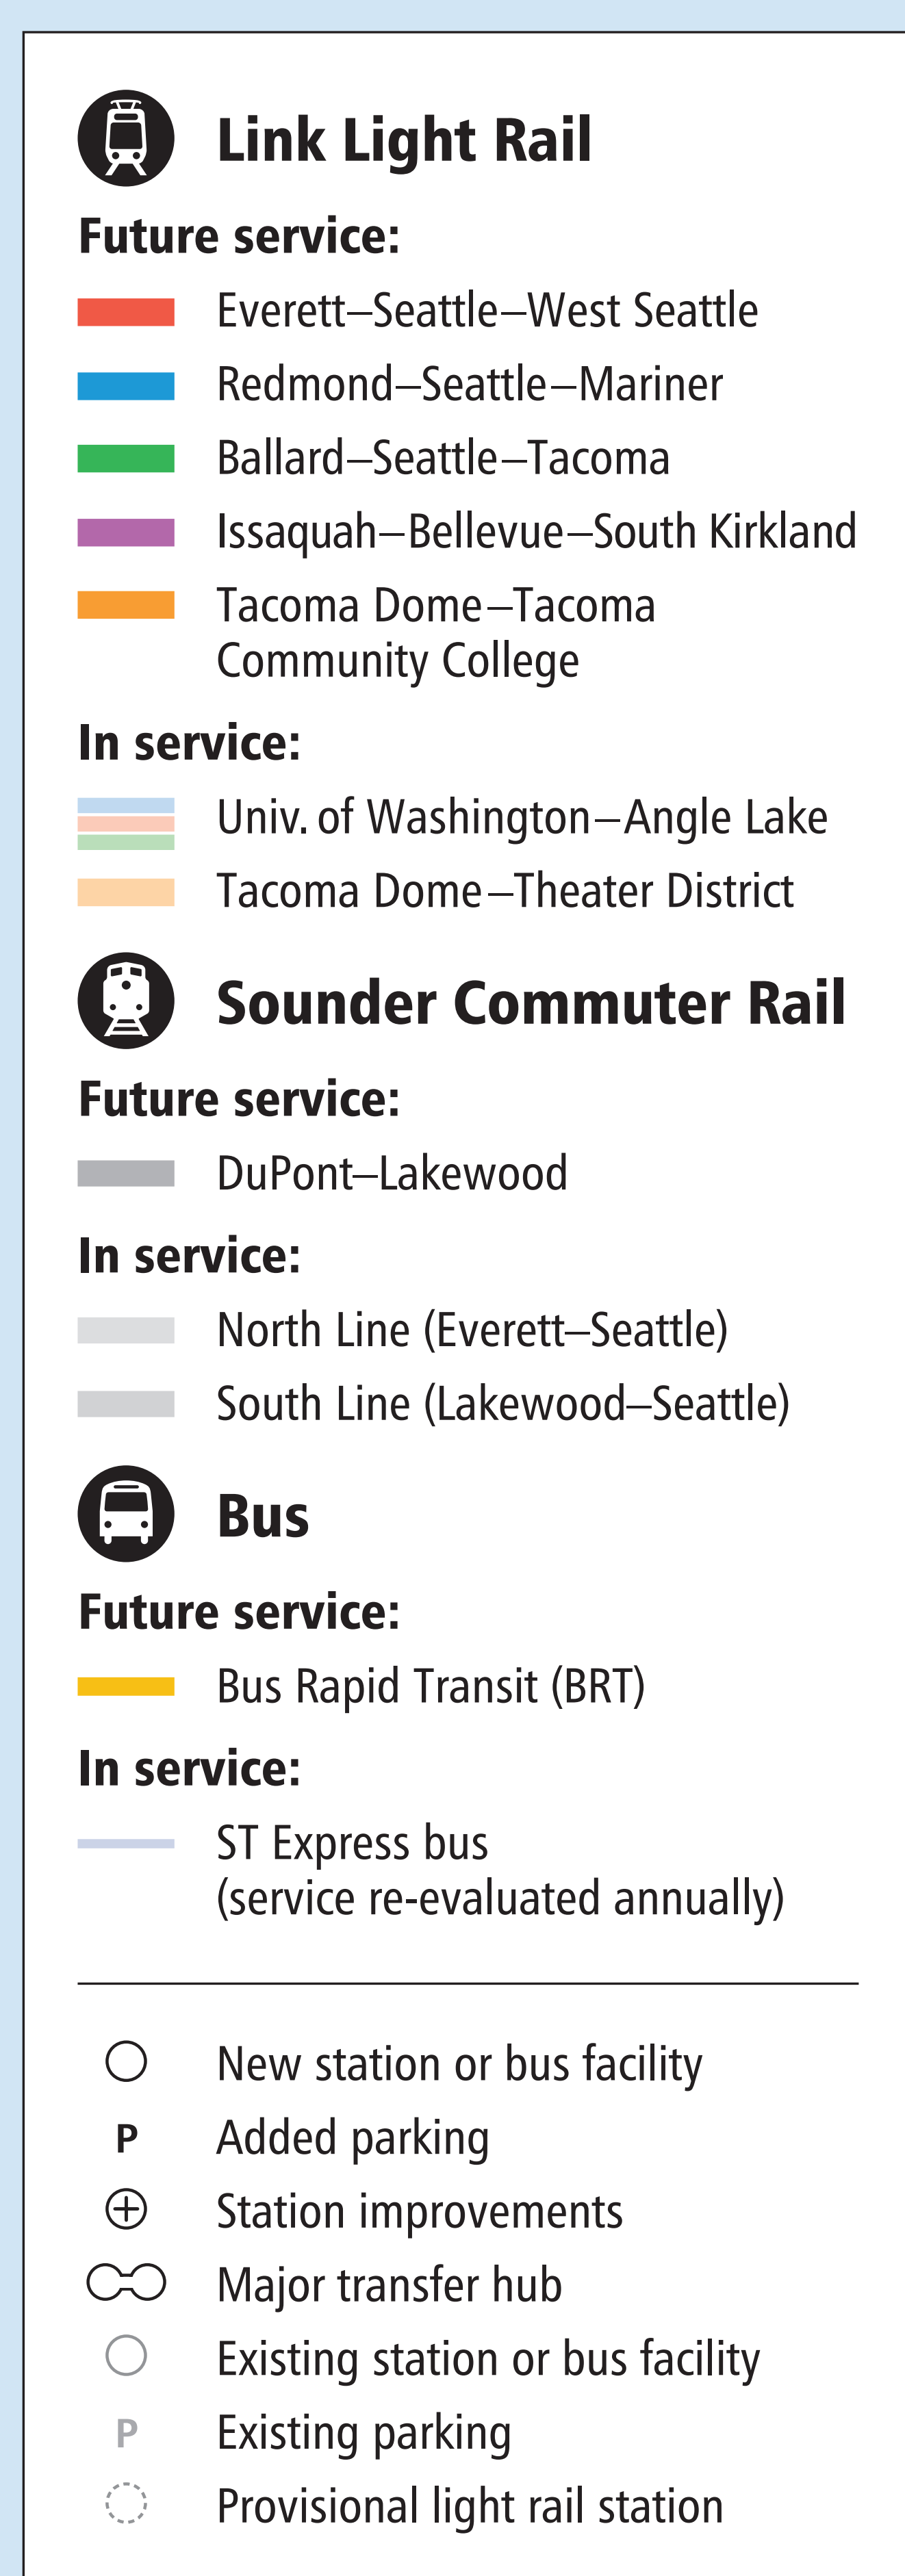 Link Light Rail
Future service:
Everett–Seattle–West Seattle
Redmond–Seattle–Mariner
Ballard–Seattle–Tacoma
Issaquah–Bellevue–South Kirkland
Tacoma Dome–Tacoma
Community College
In service:
Univ. of Washington–Angle Lake
Tacoma Dome–Theater District
Sounder Commuter Rail
Future service:
DuPont–Lakewood
In service:
North Line (Everett–Seattle)
South Line (Lakewood–Seattle)
Bus
Future service:
Bus Rapid Transit (BRT)
In service:
ST Express bus
(service re-evaluated annually)
New station or bus facility
P Added parking
Station improvements
Major transfer hub
Existing station or bus facility
P Existing parking
Provisional light rail station